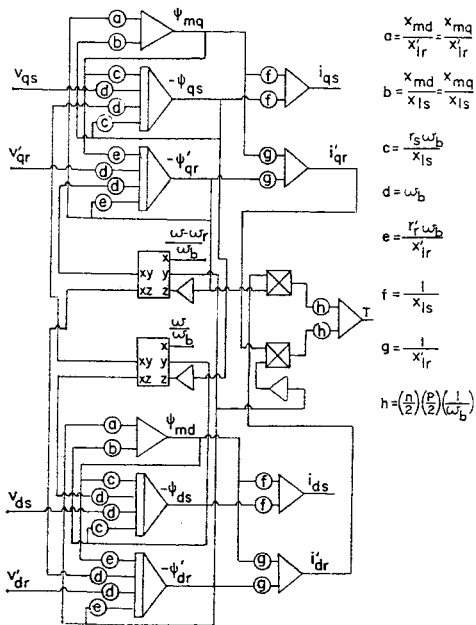 ψmq
a
b
vqs
c
d
d
c
-ψqs
f
f
iqs
v'qr
e
d
d
e
-ψ'qr
g
g
i'qr
ω-ωr/ωb
x
xy y
xz z
ω/ωb
x
xy y
xz z
h
h
T
ψmd
a
b
vds
c
d
d
c
-ψds
f
f
ids
v'dr
e
d
d
e
-ψ'dr
g
g
i'dr
a = xmd/x'lr = xmq/x'lr
b = xmd/xls = xmq/xls
c = rsωb/xls
d = ωb
e = r'rωb/x'lr
f = 1/xls
g = 1/x'lr
h = (n/2)(P/2)(1/ωb)